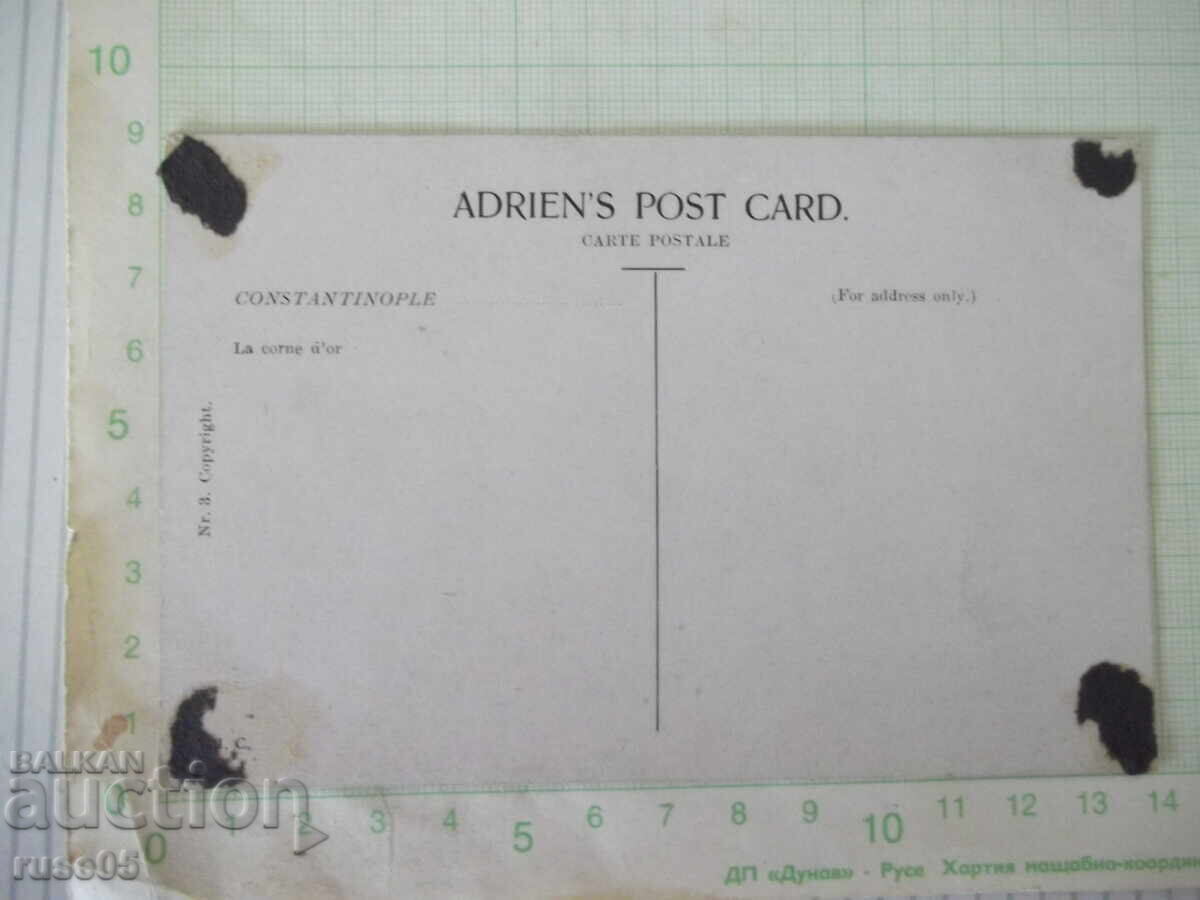 10
9
8
7
6
5
4
3
2
1
0
ADRIEN'S POST CARD.
CARTE POSTALE
CONSTANTINOPLE
(For address only.)
La corne d'or
Nr. 3. Copyright.
C.
BALKAN
auction
russ05
0 1 2 3 4 5 6 7 8 9 10 11 12 13 14
ДП «Дунав» - Русе Хартия мащабно-координ